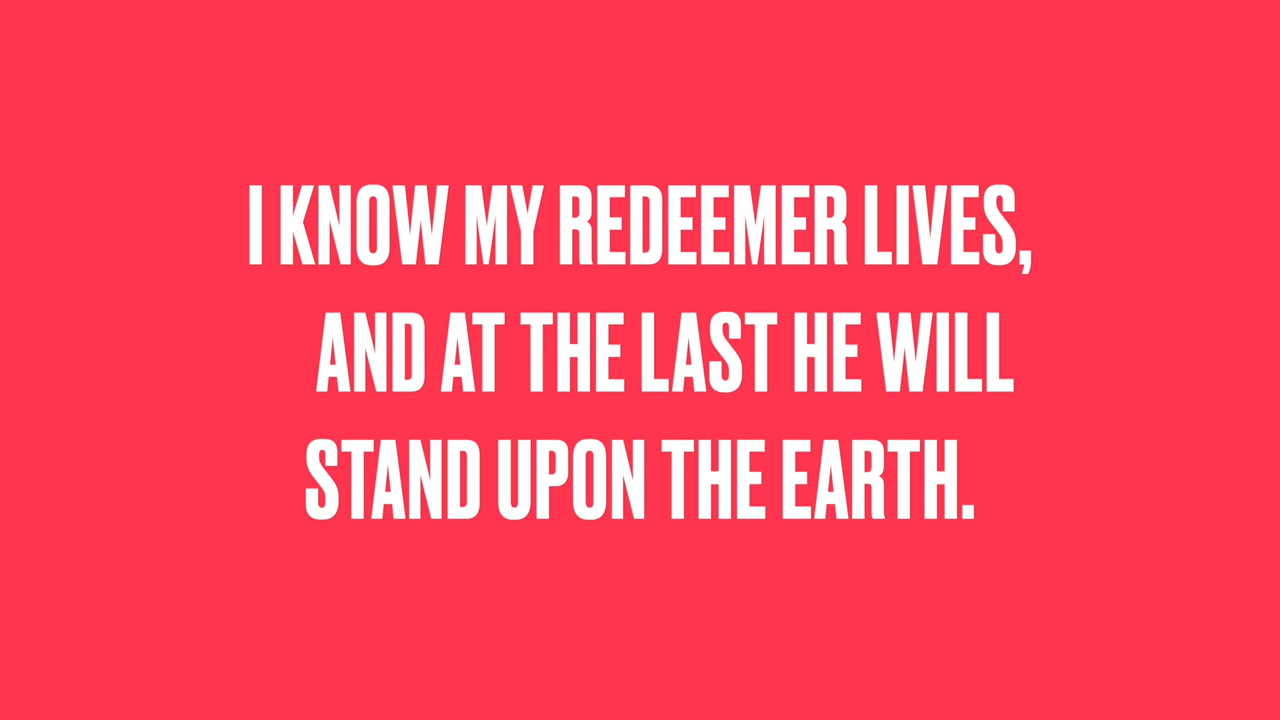 I KNOW MY REDEEMER LIVES,
AND AT THE LAST HE WILL
STAND UPON THE EARTH.